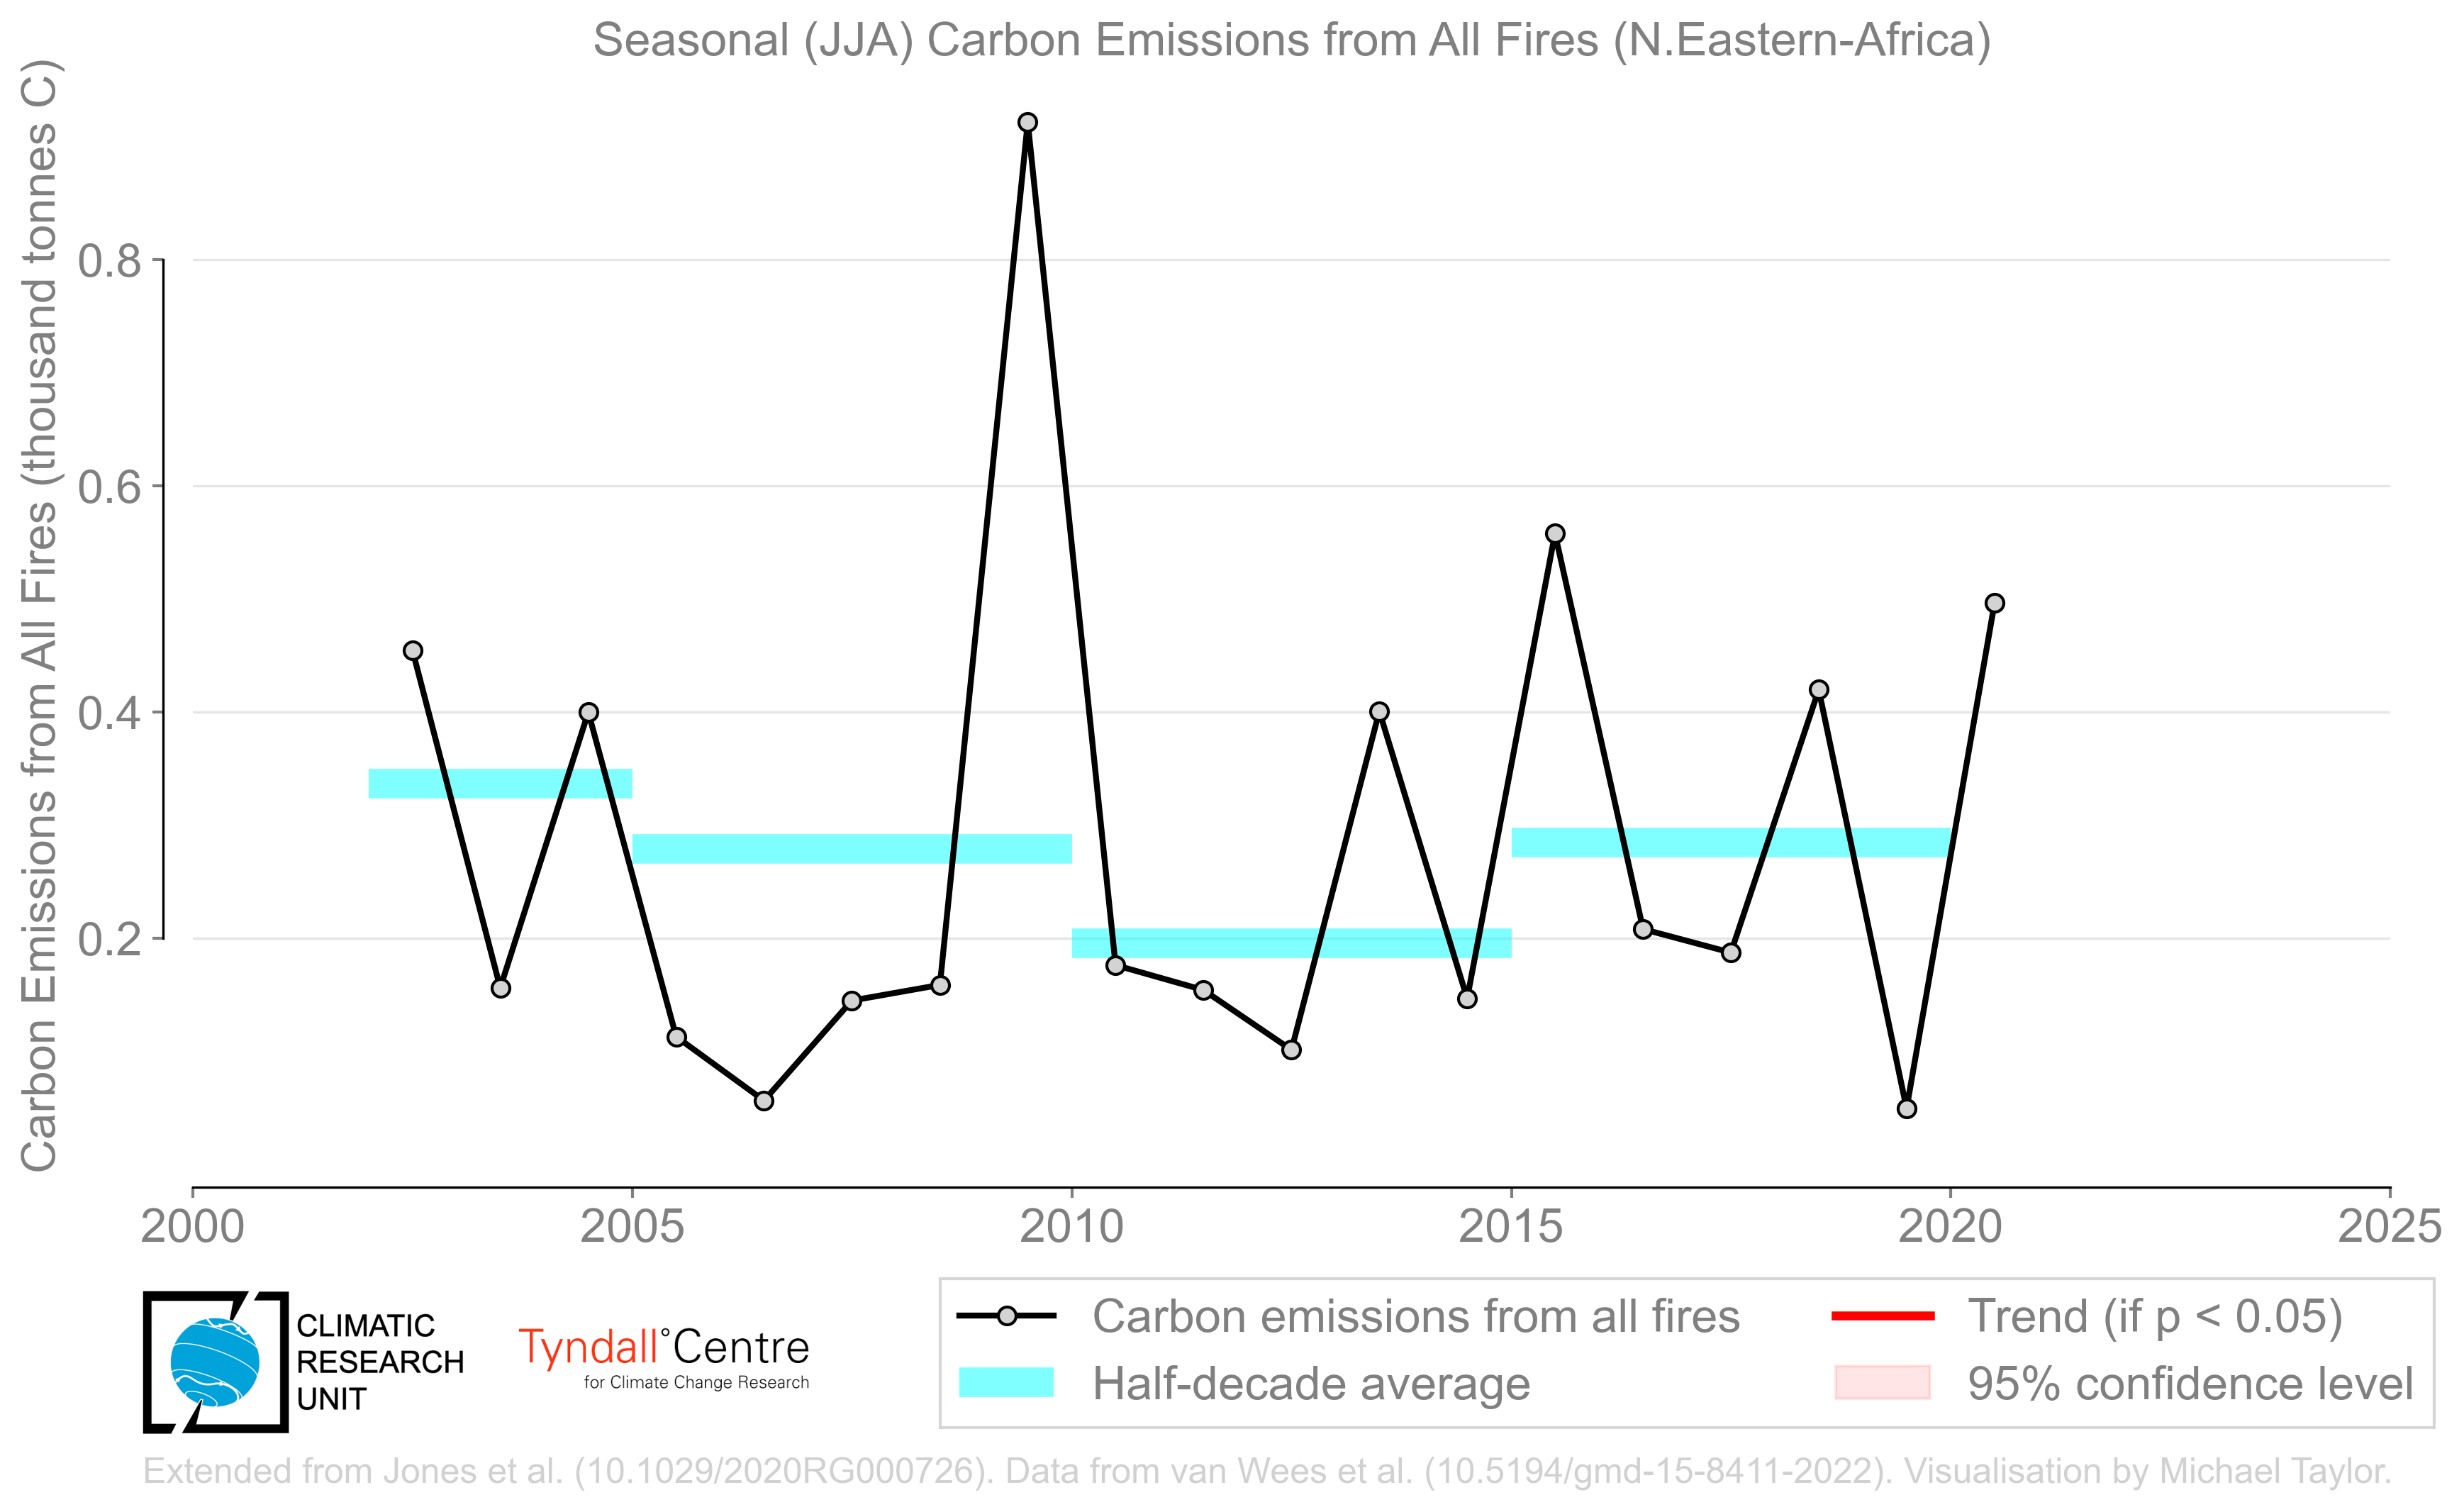 Seasonal (JJA) Carbon Emissions from All Fires (N.Eastern-Africa)
Carbon Emissions from All Fires (thousand tonnes C)
0.8
0.6
0.4
0.2
2000 2005 2010 2015 2020 2025
CLIMATIC
RESEARCH
UNIT
Tyndall°Centre
for Climate Change Research
Carbon emissions from all fires
Half-decade average
Trend (if p < 0.05)
95% confidence level
Extended from Jones et al. (10.1029/2020RG000726). Data from van Wees et al. (10.5194/gmd-15-8411-2022). Visualisation by Michael Taylor.